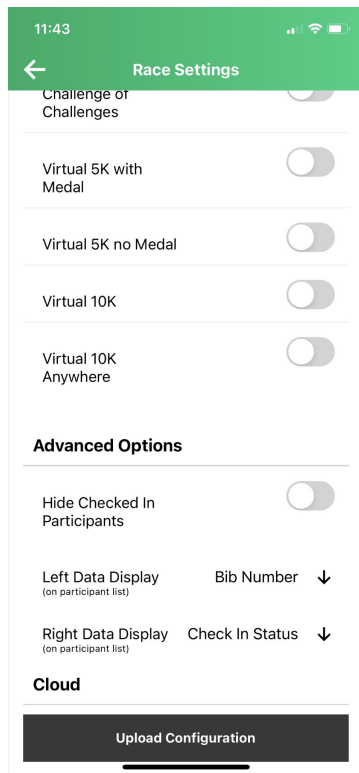 11:43
Race Settings
Challenge of
Challenges
Virtual 5K with
Medal
Virtual 5K no Medal
Virtual 10K
Virtual 10K
Anywhere
Advanced Options
Hide Checked In
Participants
Left Data Display Bib Number
(on participant list)
Right Data Display Check In Status
(on participant list)
Cloud
Upload Configuration